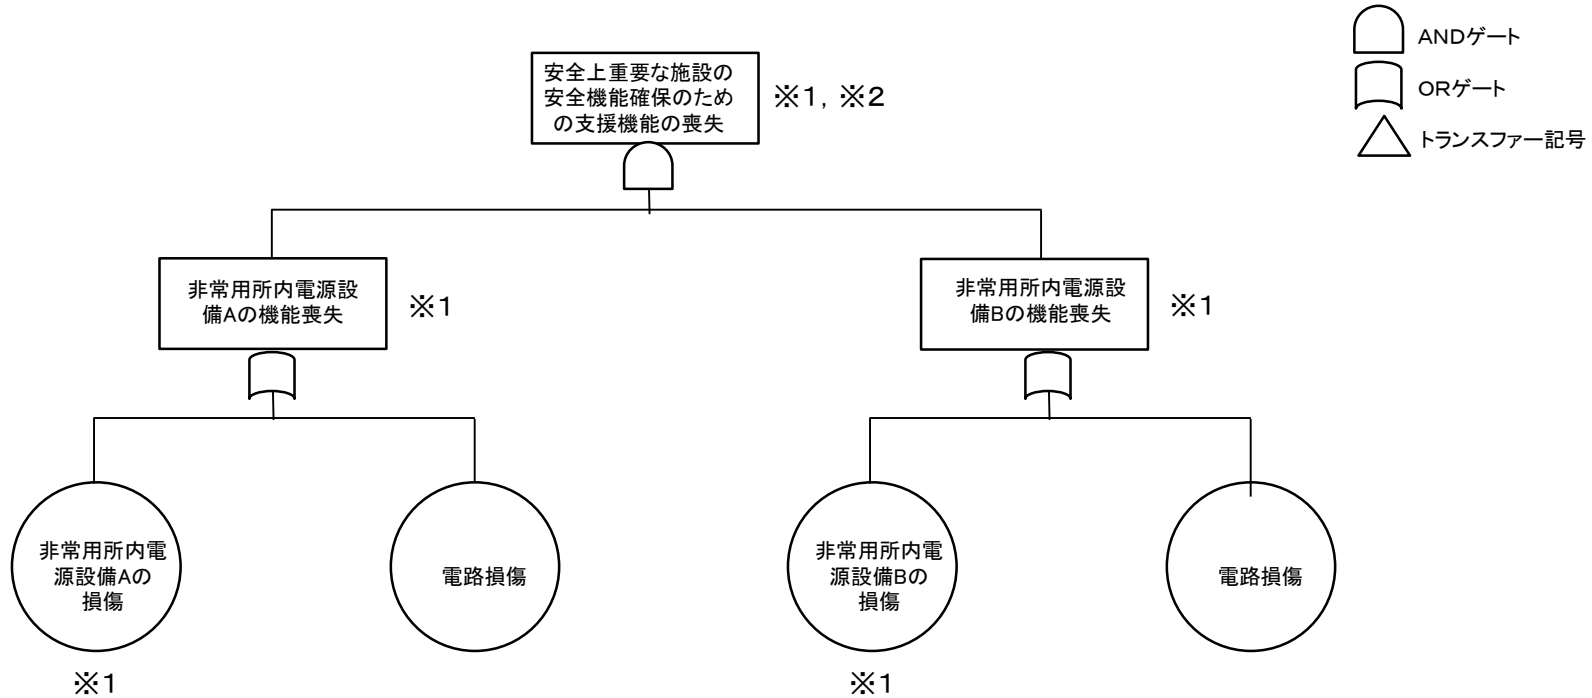 ANDゲート
ORゲート
トランスファー記号
安全上重要な施設の
安全機能確保のため
の支援機能の喪失
※1，※2
非常用所内電源設
備Aの機能喪失
※1
非常用所内電源設
備Bの機能喪失
※1
非常用所内電
源設備Aの
損傷
※1
電路損傷
非常用所内電
源設備Bの
損傷
※1
電路損傷